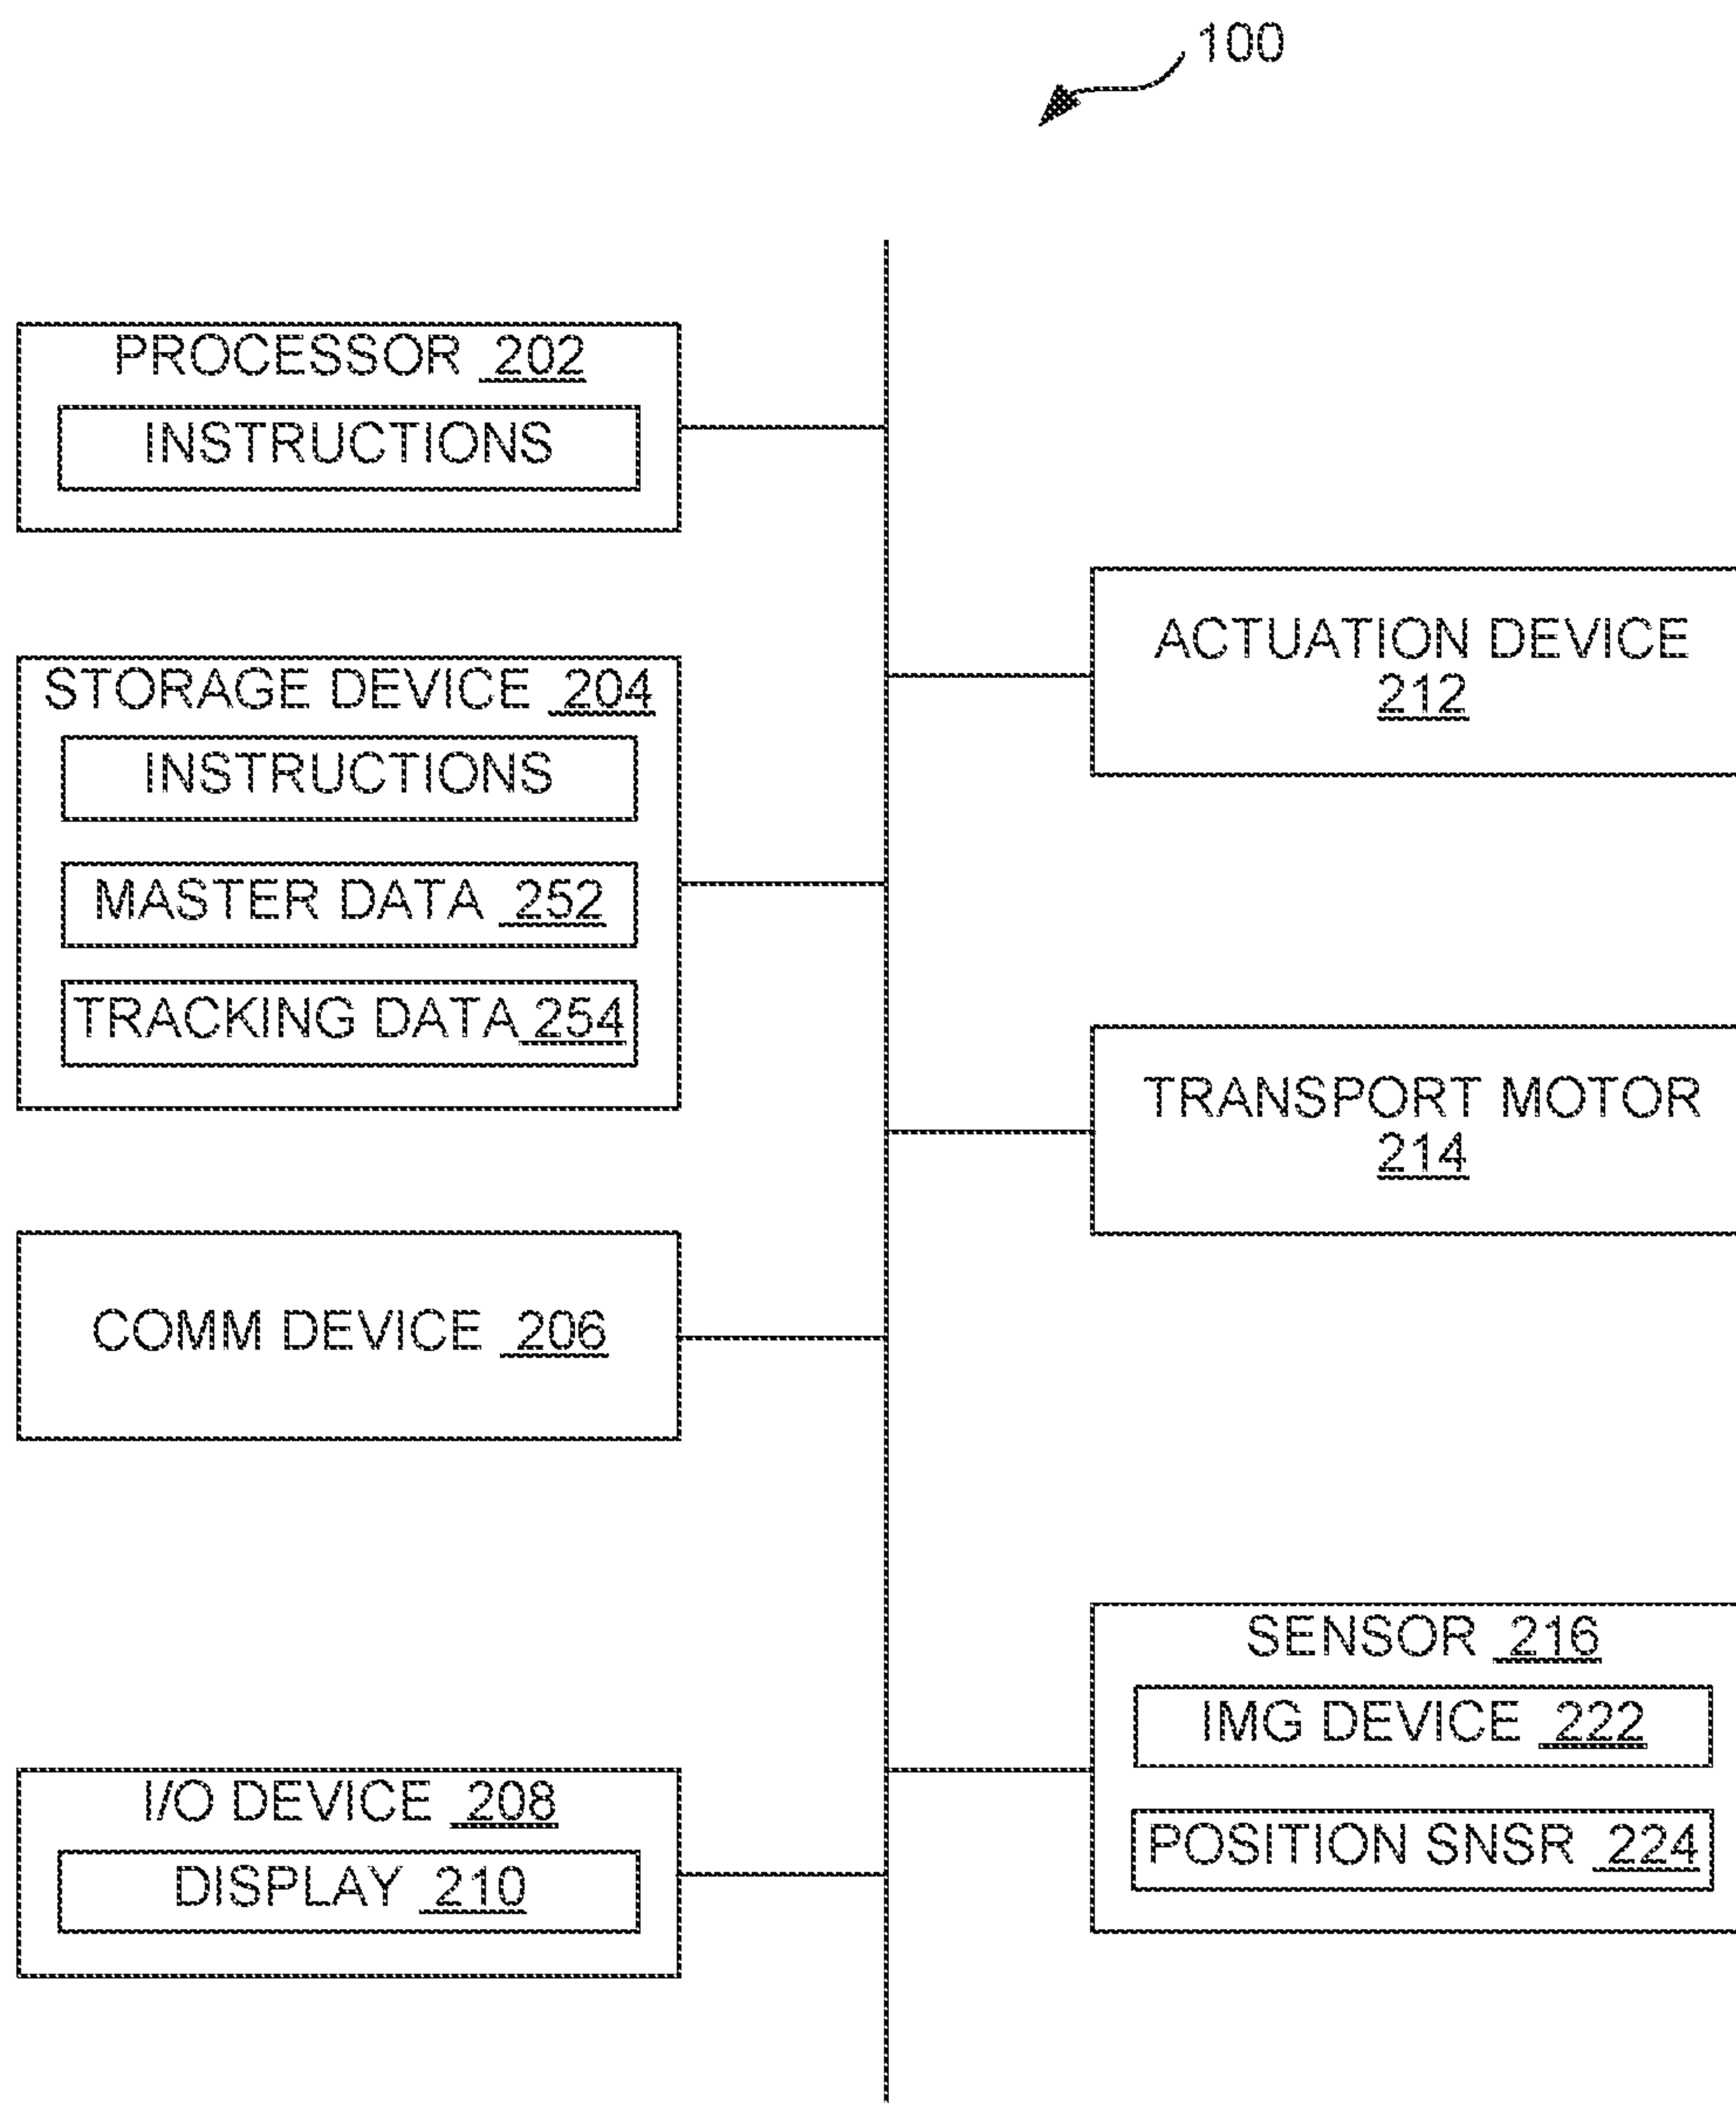 100
PROCESSOR 202
INSTRUCTIONS
STORAGE DEVICE 204
INSTRUCTIONS
MASTER DATA 252
TRACKING DATA 254
COMM DEVICE 206
I/O DEVICE 208
DISPLAY 210
ACTUATION DEVICE
212
TRANSPORT MOTOR
214
SENSOR 216
IMG DEVICE 222
POSITION SNSR 224